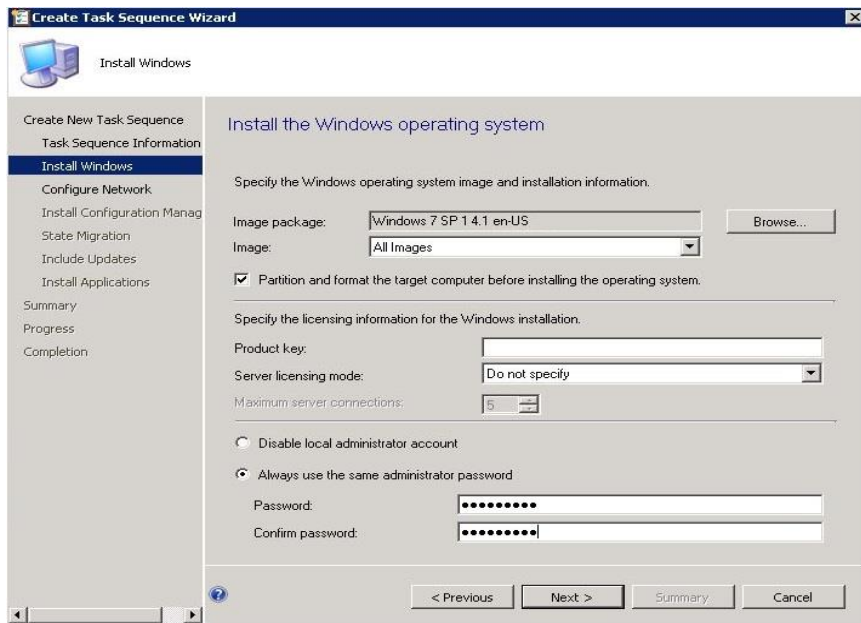 Create Task Sequence Wizard
Install Windows
Create New Task Sequence
Task Sequence Information
Install Windows
Configure Network
Install Configuration Manag
State Migration
Include Updates
Install Applications
Summary
Progress
Completion
Install the Windows operating system
Specify the Windows operating system image and installation information.
Image package: Windows 7 SP 1 4.1 en-US Browse...
Image: All Images
Partition and format the target computer before installing the operating system.
Specify the licensing information for the Windows installation.
Product key:
Server licensing mode: Do not specify
Maximum server connections: 5
Disable local administrator account
Always use the same administrator password
Password: •••••••••
Confirm password: •••••••••
< Previous Next > Summary Cancel